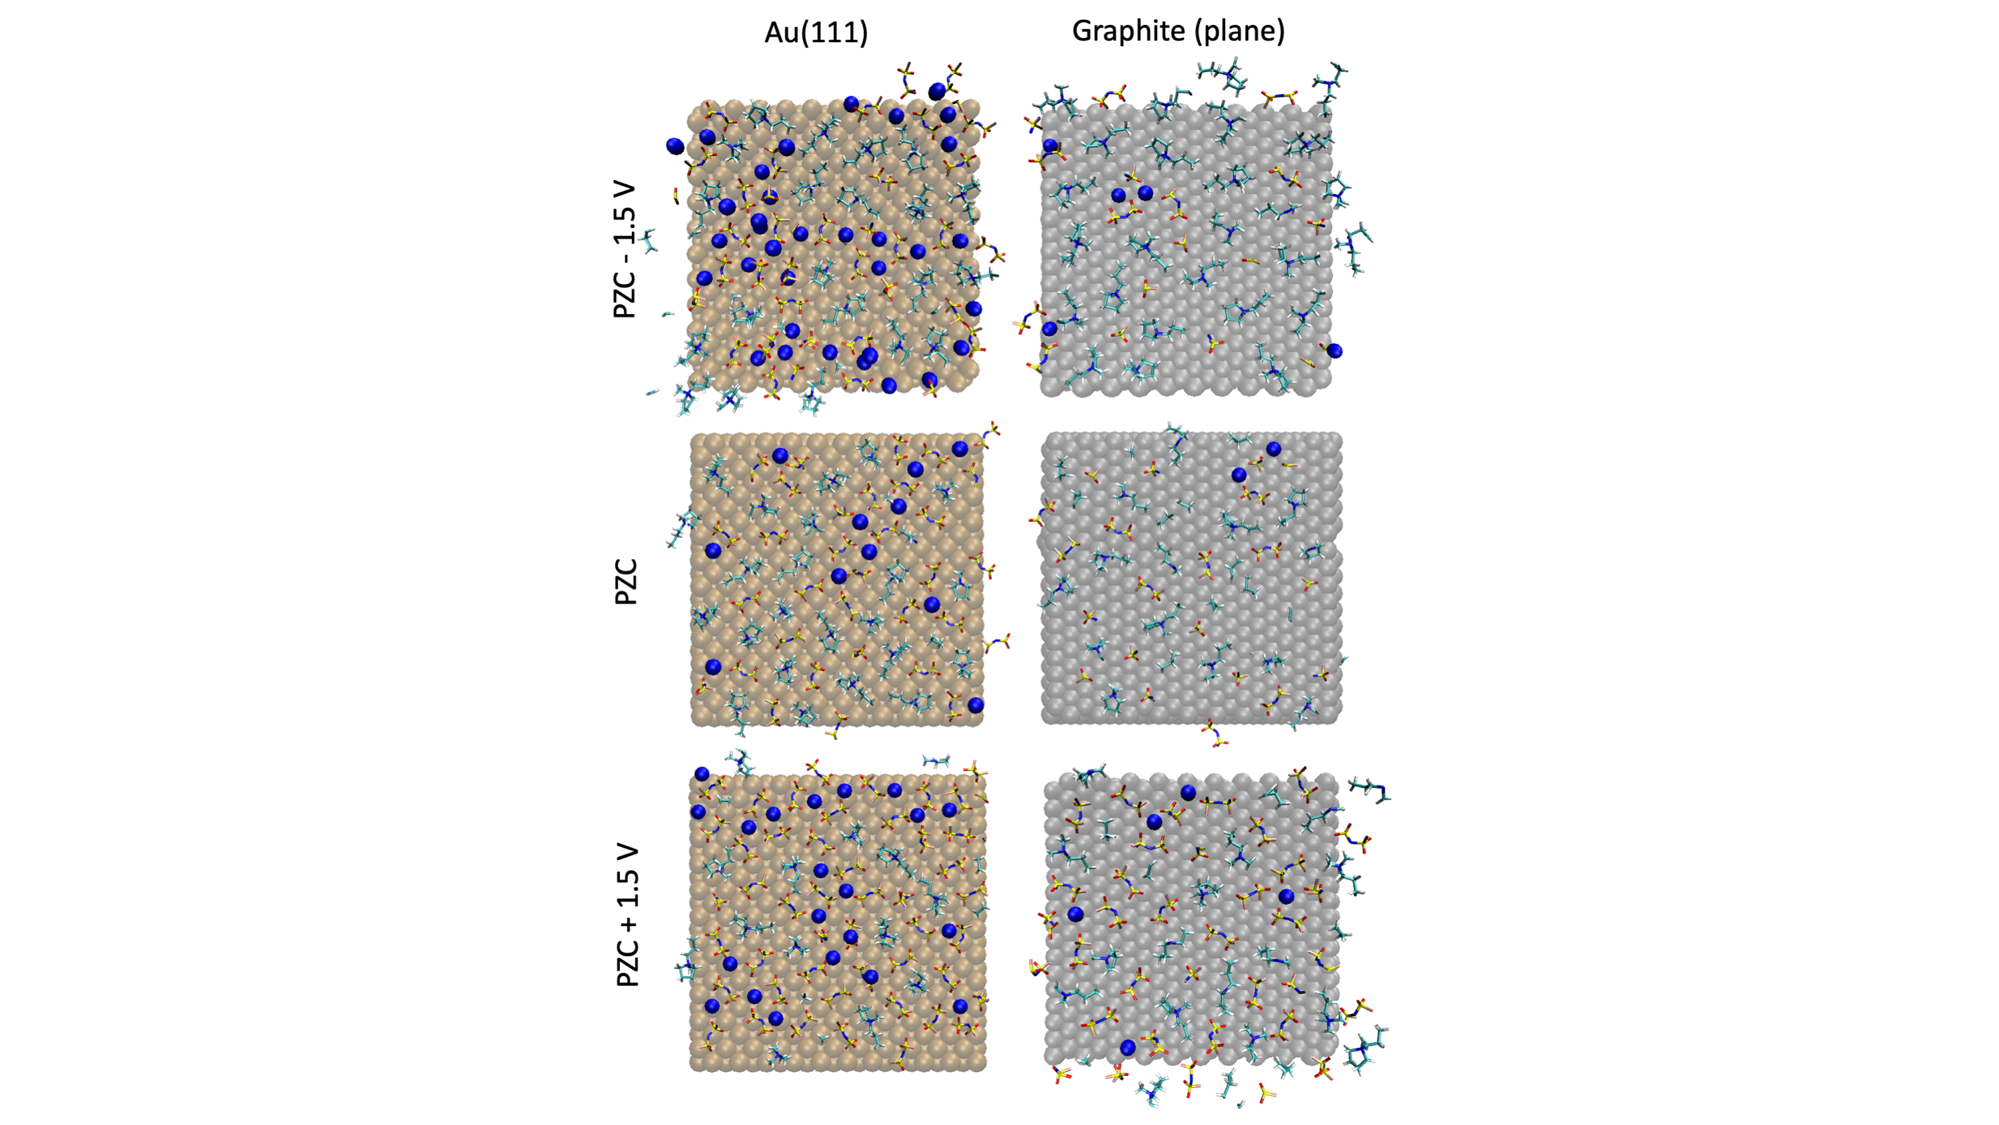 Au(111)
Graphite (plane)
PZC - 1.5 V
PZC
PZC + 1.5 V